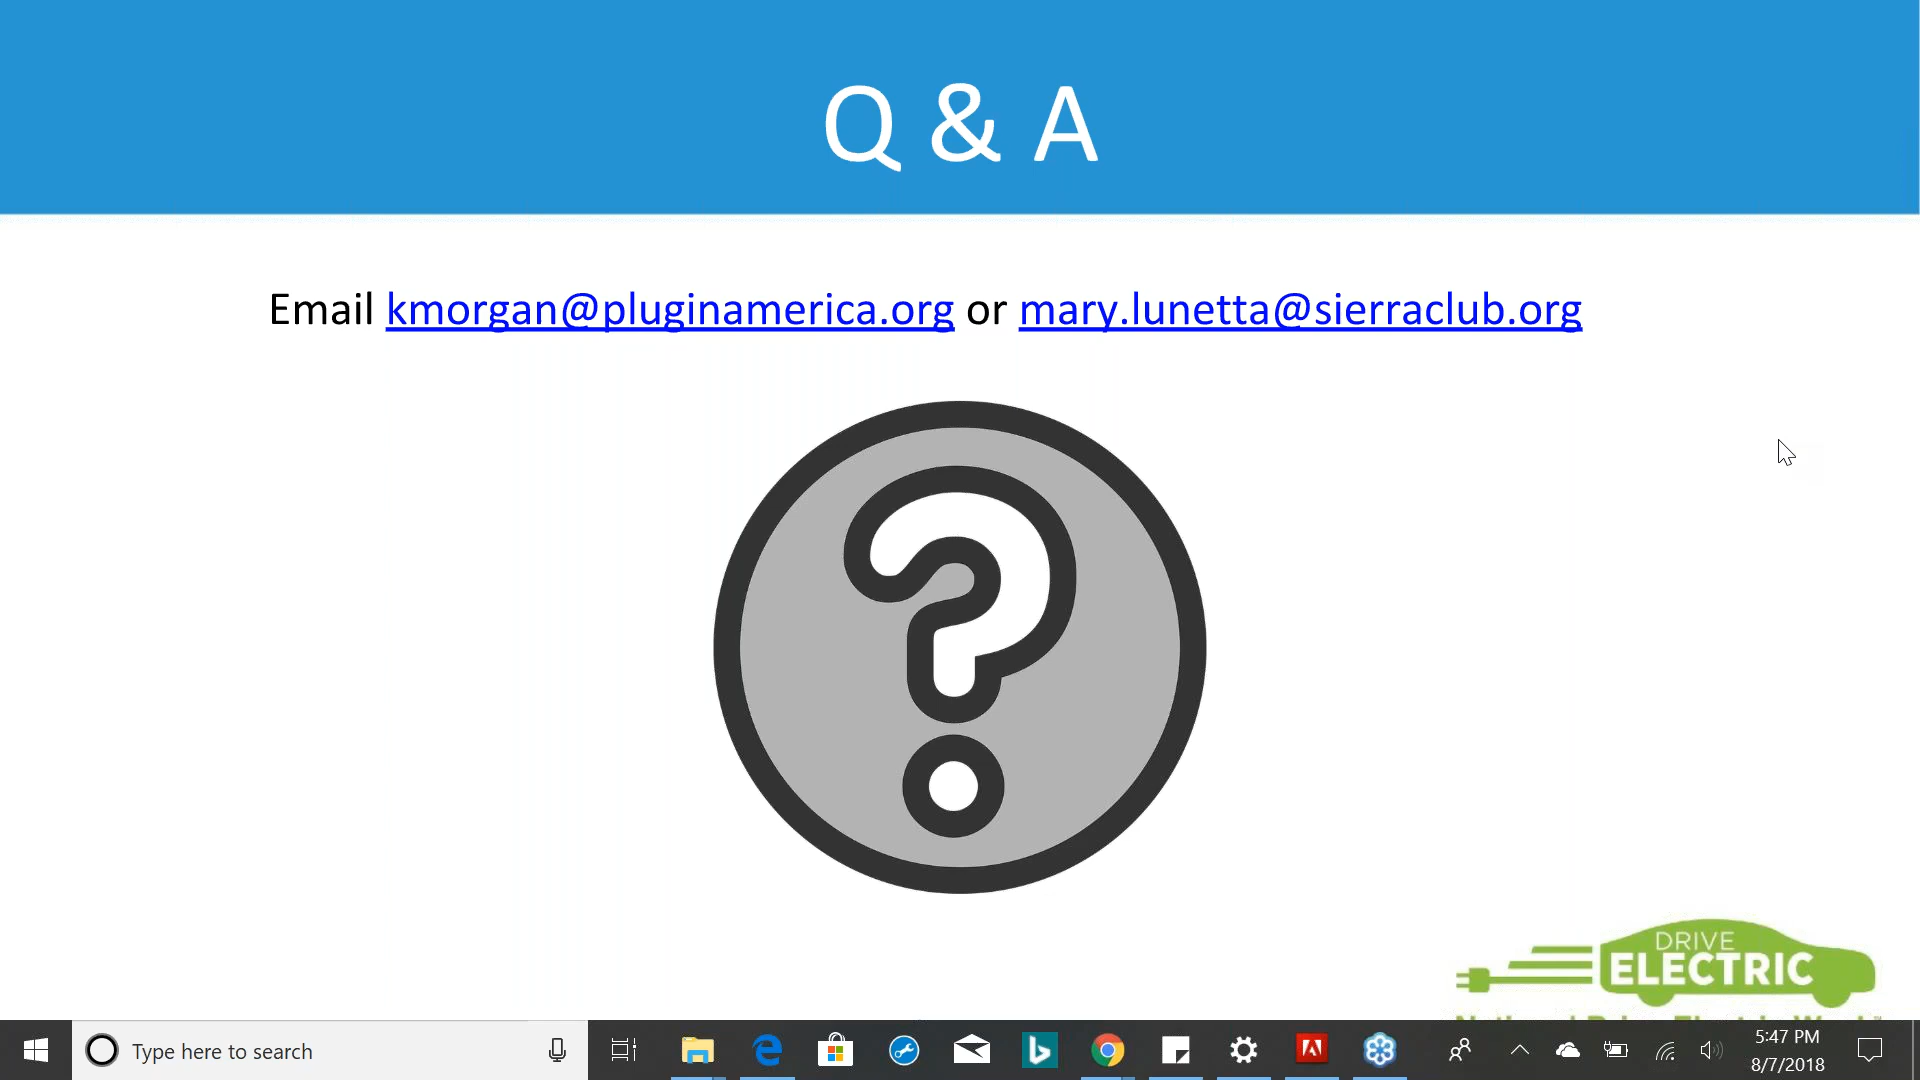 Q & A
Email kmorgan@pluginamerica.org or mary.lunetta@sierraclub.org
DRIVE
ELECTRIC
Type here to search
5:47 PM
8/7/2018